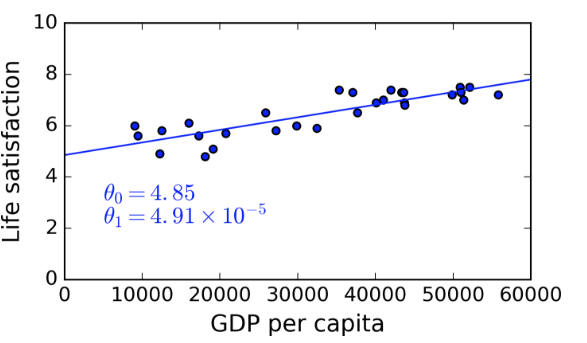 10
8
6
4
2
0
Life satisfaction
θ₀ = 4.85
θ₁ = 4.91 × 10⁻⁵
0 10000 20000 30000 40000 50000 60000
GDP per capita